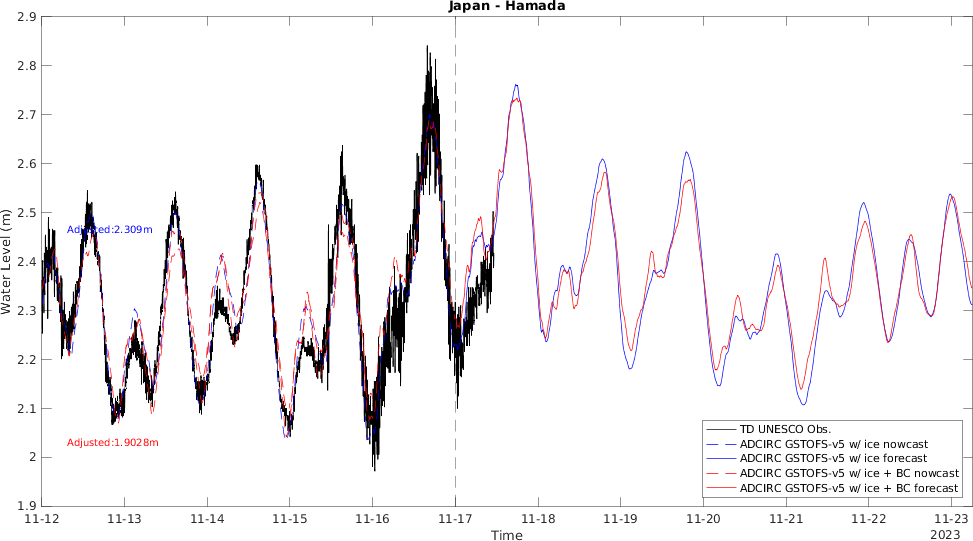 Japan - Hamada
2.9
2.8
2.7
2.6
2.5
2.4
2.3
2.2
2.1
2
1.9
Water Level (m)
Adjusted:2.309m
Adjusted:1.9028m
TD UNESCO Obs.
ADCIRC GSTOFS-v5 w/ ice nowcast
ADCIRC GSTOFS-v5 w/ ice forecast
ADCIRC GSTOFS-v5 w/ ice + BC nowcast
ADCIRC GSTOFS-v5 w/ ice + BC forecast
11-12 11-13 11-14 11-15 11-16 11-17 11-18 11-19 11-20 11-21 11-22 11-23
Time
2023